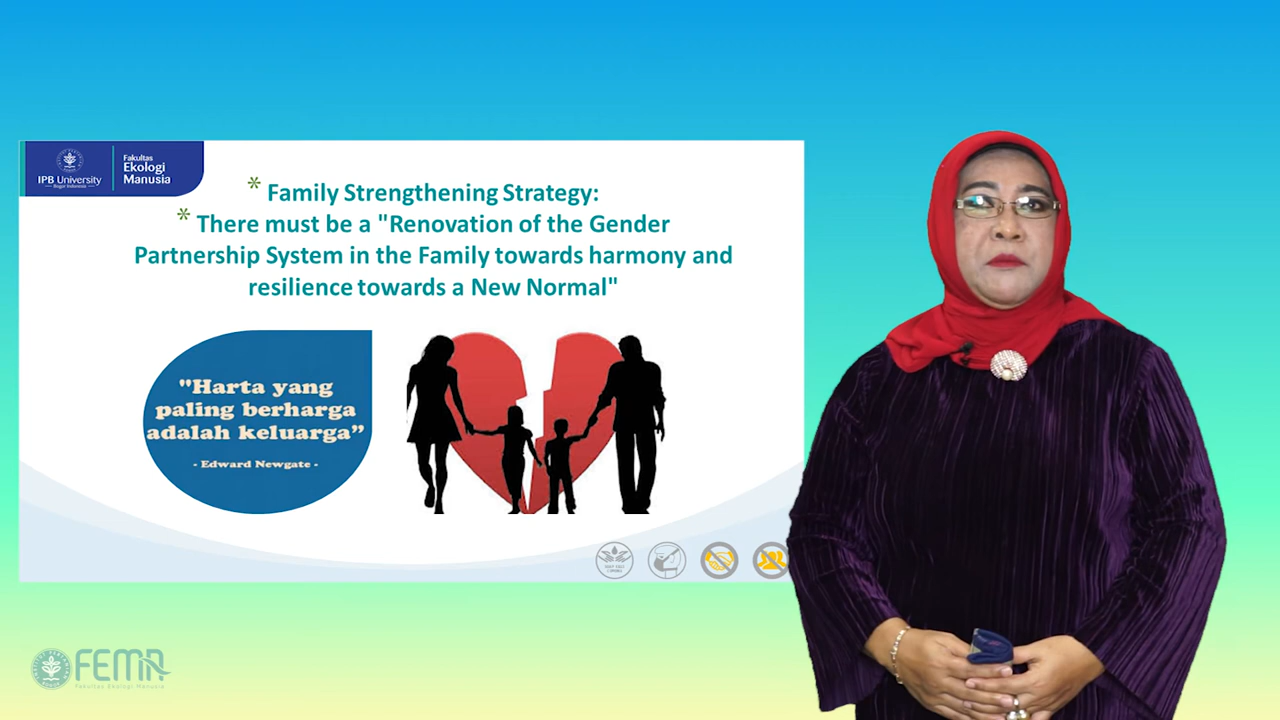 IPB University
Bogor Indonesia
Fakultas
Ekologi
Manusia
* Family Strengthening Strategy:
* There must be a "Renovation of the Gender
Partnership System in the Family towards harmony and
resilience towards a New Normal"
"Harta yang
paling berharga
adalah keluarga”
- Edward Newgate -
FEMA
Fakultas Ekologi Manusia